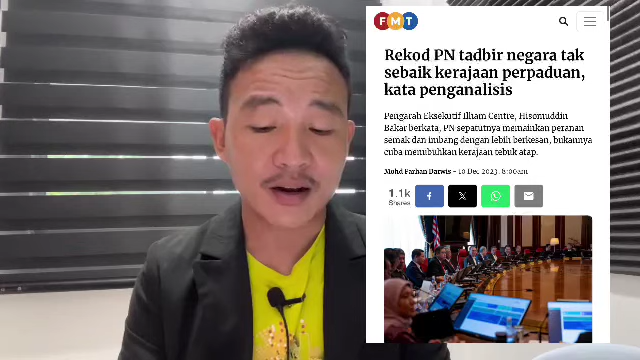 FMT
Rekod PN tadbir negara tak
sebaik kerajaan perpaduan,
kata penganalisis
Pengarah Eksekutif Ilham Centre, Hisomuddin
Bakar berkata, PN sepatutnya memainkan peranan
semak dan imbang dengan lebih berkesan, bukannya
cuba menubuhkan kerajaan tebuk atap.
Mohd Farhan Darwis - 10 Dec 2023, 8:00am
1.1k
Shares